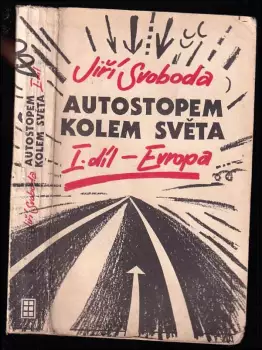 Jiří Svoboda
AUTOSTOPEM
KOLEM SVĚTA
I. díl – Evropa
Jiří Svoboda
AUTOSTOPEM
KOLEM SVĚTA I. díl